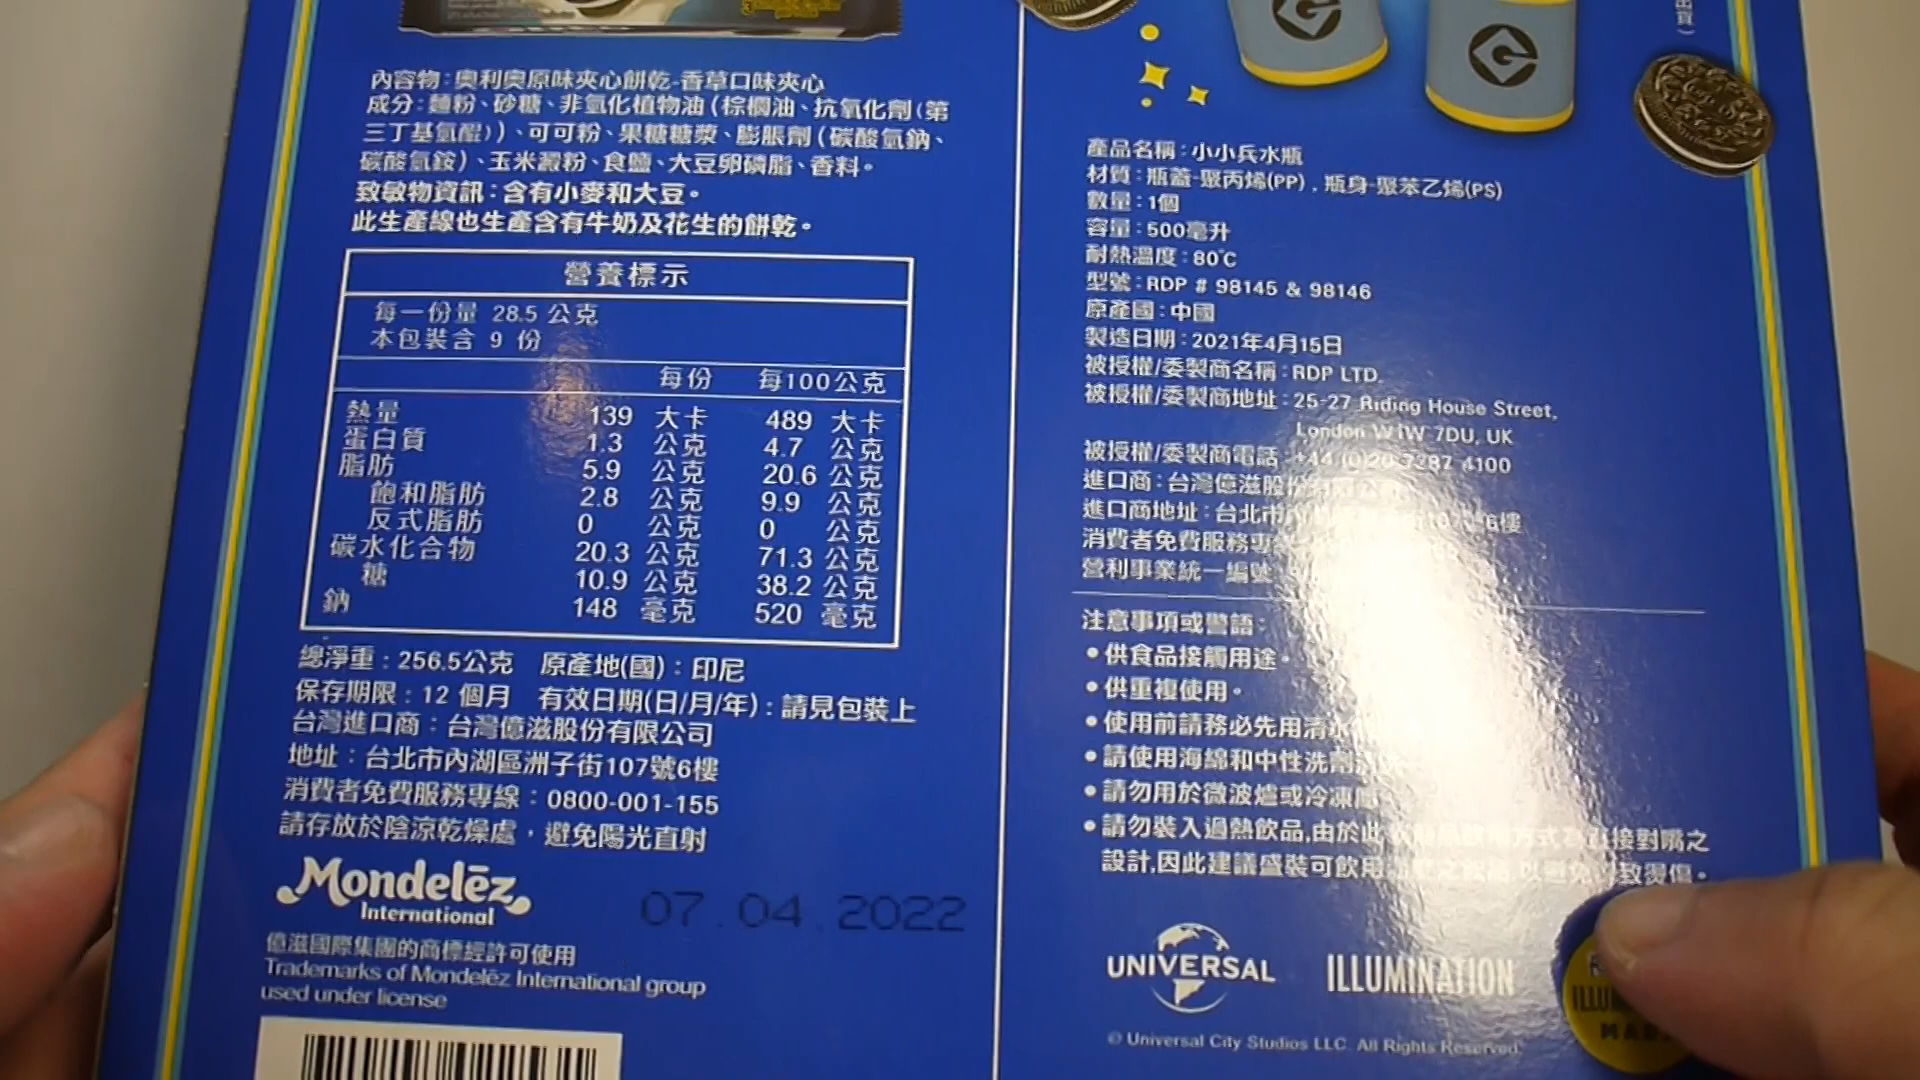 內容物：奧利奧原味夾心餅乾-香草口味夾心
成分：麵粉、砂糖、非氫化植物油（棕櫚油、抗氧化劑（第
三丁基氫醌））、可可粉、果糖糖漿、膨脹劑（碳酸氫鈉、
碳酸氫銨）、玉米澱粉、食鹽、大豆卵磷脂、香料。
致敏物資訊：含有小麥和大豆。
此生產線也生產含有牛奶及花生的餅乾。
營養標示
每一份量 28.5 公克
本包裝含 9 份
每份 每100公克
熱量 139 大卡 489 大卡
蛋白質 1.3 公克 4.7 公克
脂肪 5.9 公克 20.6 公克
飽和脂肪 2.8 公克 9.9 公克
反式脂肪 0 公克 0 公克
碳水化合物 20.3 公克 71.3 公克
糖 10.9 公克 38.2 公克
鈉 148 毫克 520 毫克
總淨重：256.5公克 原產地(國)：印尼
保存期限：12 個月 有效日期(日/月/年)：請見包裝上
台灣進口商：台灣億滋股份有限公司
地址：台北市內湖區洲子街107號6樓
消費者免費服務專線：0800-001-155
請存放於陰涼乾燥處，避免陽光直射
Mondelēz
International
07.04.2022
億滋國際集團的商標經許可使用
Trademarks of Mondelēz International group
used under license
出貨）
產品名稱：小小兵水瓶
材質：瓶蓋-聚丙烯(PP)，瓶身-聚苯乙烯(PS)
數量：1個
容量：500毫升
耐熱溫度：80℃
型號：RDP # 98145 & 98146
原產國：中國
製造日期：2021年4月15日
被授權/委製商名稱：RDP LTD.
被授權/委製商地址：25-27 Riding House Street,
London W1W 7DU, UK
被授權/委製商電話：+44 (0)20 7287 4100
進口商：台灣億滋股份
進口商地址：台北市 6樓
消費者免費服務專
營利事業統一編號
注意事項或警語：
• 供食品接觸用途。
• 供重複使用。
• 使用前請務必先用清水
• 請使用海綿和中性洗劑
• 請勿用於微波爐或冷凍
• 請勿裝入過熱飲品,由於此 方式為直接對嘴之
設計,因此建議盛裝可飲用 以避免 致燙傷。
UNIVERSAL
ILLUMINATION
© Universal City Studios LLC. All Rights Reserved.